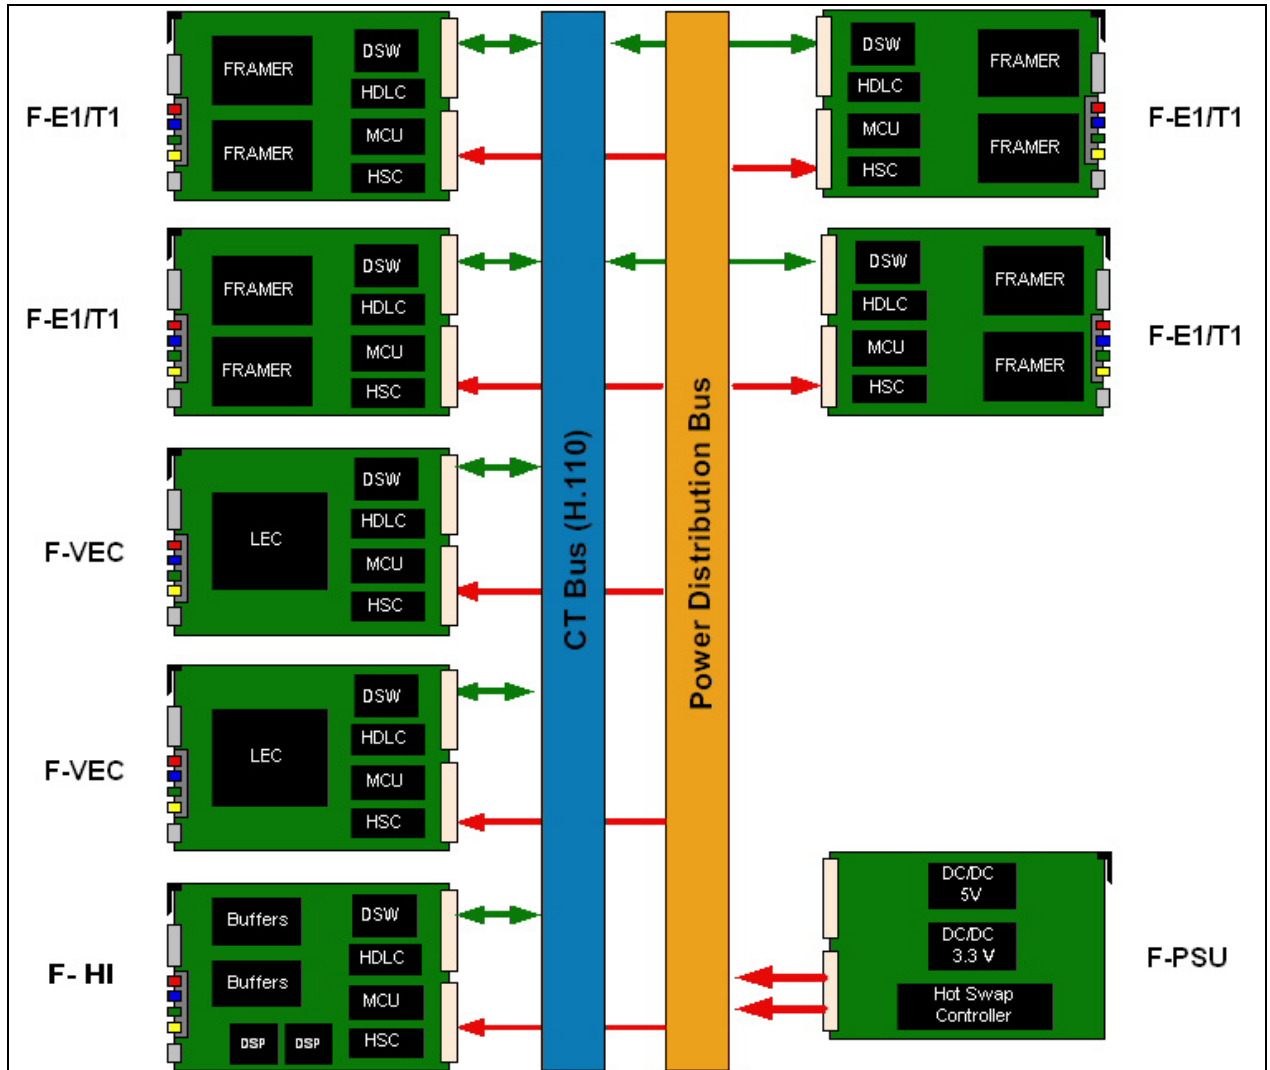 F-E1/T1
FRAMER
FRAMER
DSW
HDLC
MCU
HSC
DSW
HDLC
MCU
HSC
FRAMER
FRAMER
F-E1/T1
F-E1/T1
FRAMER
FRAMER
DSW
HDLC
MCU
HSC
DSW
HDLC
MCU
HSC
FRAMER
FRAMER
F-E1/T1
CT Bus (H.110)
Power Distribution Bus
F-VEC
LEC
DSW
HDLC
MCU
HSC
F-VEC
LEC
DSW
HDLC
MCU
HSC
F- HI
Buffers
Buffers
DSP
DSP
DSW
HDLC
MCU
HSC
DC/DC
5V
DC/DC
3.3 V
Hot Swap
Controller
F-PSU